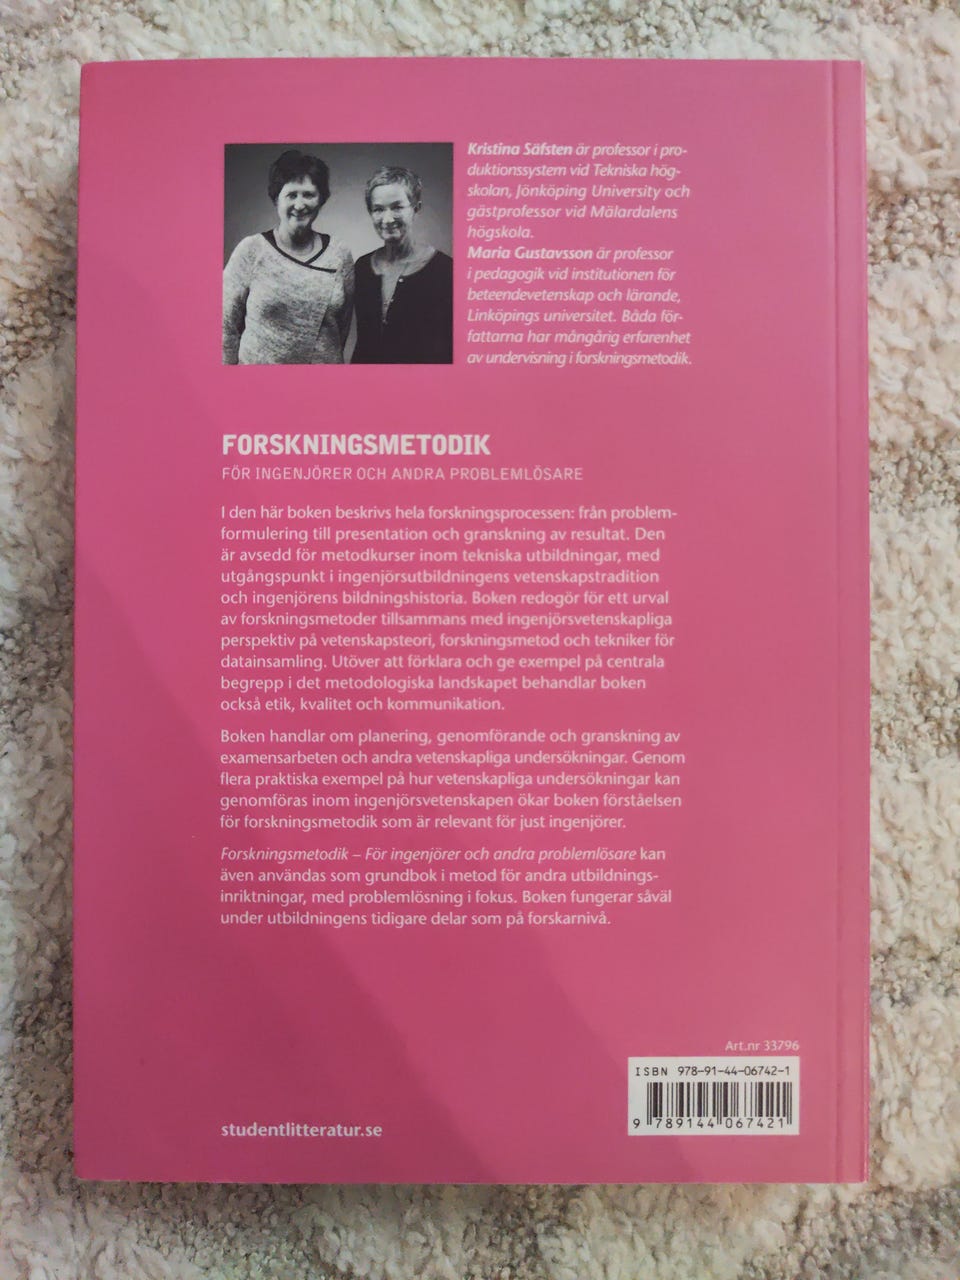 Kristina Säfsten är professor i pro-
duktionssystem vid Tekniska hög-
skolan, Jönköping University och
gästprofessor vid Mälardalens
högskola.
Maria Gustavsson är professor
i pedagogik vid institutionen för
beteendevetenskap och lärande,
Linköpings universitet. Båda för-
fattarna har mångårig erfarenhet
av undervisning i forskningsmetodik.
FORSKNINGSMETODIK
FÖR INGENJÖRER OCH ANDRA PROBLEMLÖSARE
I den här boken beskrivs hela forskningsprocessen: från problem-
formulering till presentation och granskning av resultat. Den
är avsedd för metodkurser inom tekniska utbildningar, med
utgångspunkt i ingenjörsutbildningens vetenskapstradition
och ingenjörens bildningshistoria. Boken redogör för ett urval
av forskningsmetoder tillsammans med ingenjörsvetenskapliga
perspektiv på vetenskapsteori, forskningsmetod och tekniker för
datainsamling. Utöver att förklara och ge exempel på centrala
begrepp i det metodologiska landskapet behandlar boken
också etik, kvalitet och kommunikation.
Boken handlar om planering, genomförande och granskning av
examensarbeten och andra vetenskapliga undersökningar. Genom
flera praktiska exempel på hur vetenskapliga undersökningar kan
genomföras inom ingenjörsvetenskapen ökar boken förståelsen
för forskningsmetodik som är relevant för just ingenjörer.
Forskningsmetodik – För ingenjörer och andra problemlösare kan
även användas som grundbok i metod för andra utbildnings-
inriktningar, med problemlösning i fokus. Boken fungerar såväl
under utbildningens tidigare delar som på forskarnivå.
Art.nr 33796
ISBN 978-91-44-06742-1
9 789144 067421
studentlitteratur.se